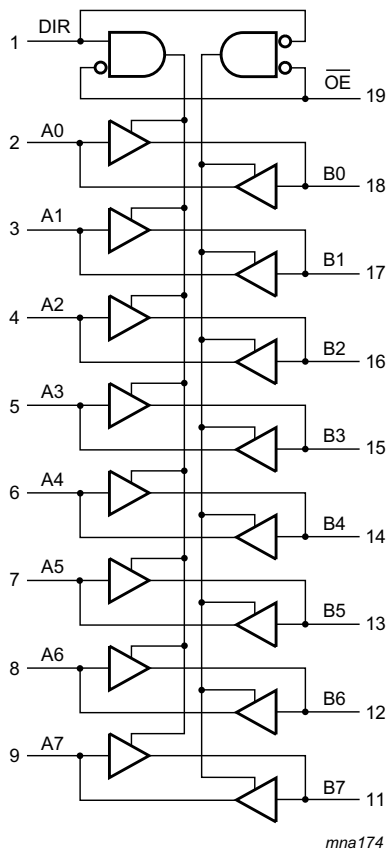 1 DIR
O̅E̅ 19
2 A0
B0 18
3 A1
B1 17
4 A2
B2 16
5 A3
B3 15
6 A4
B4 14
7 A5
B5 13
8 A6
B6 12
9 A7
B7 11
mna174